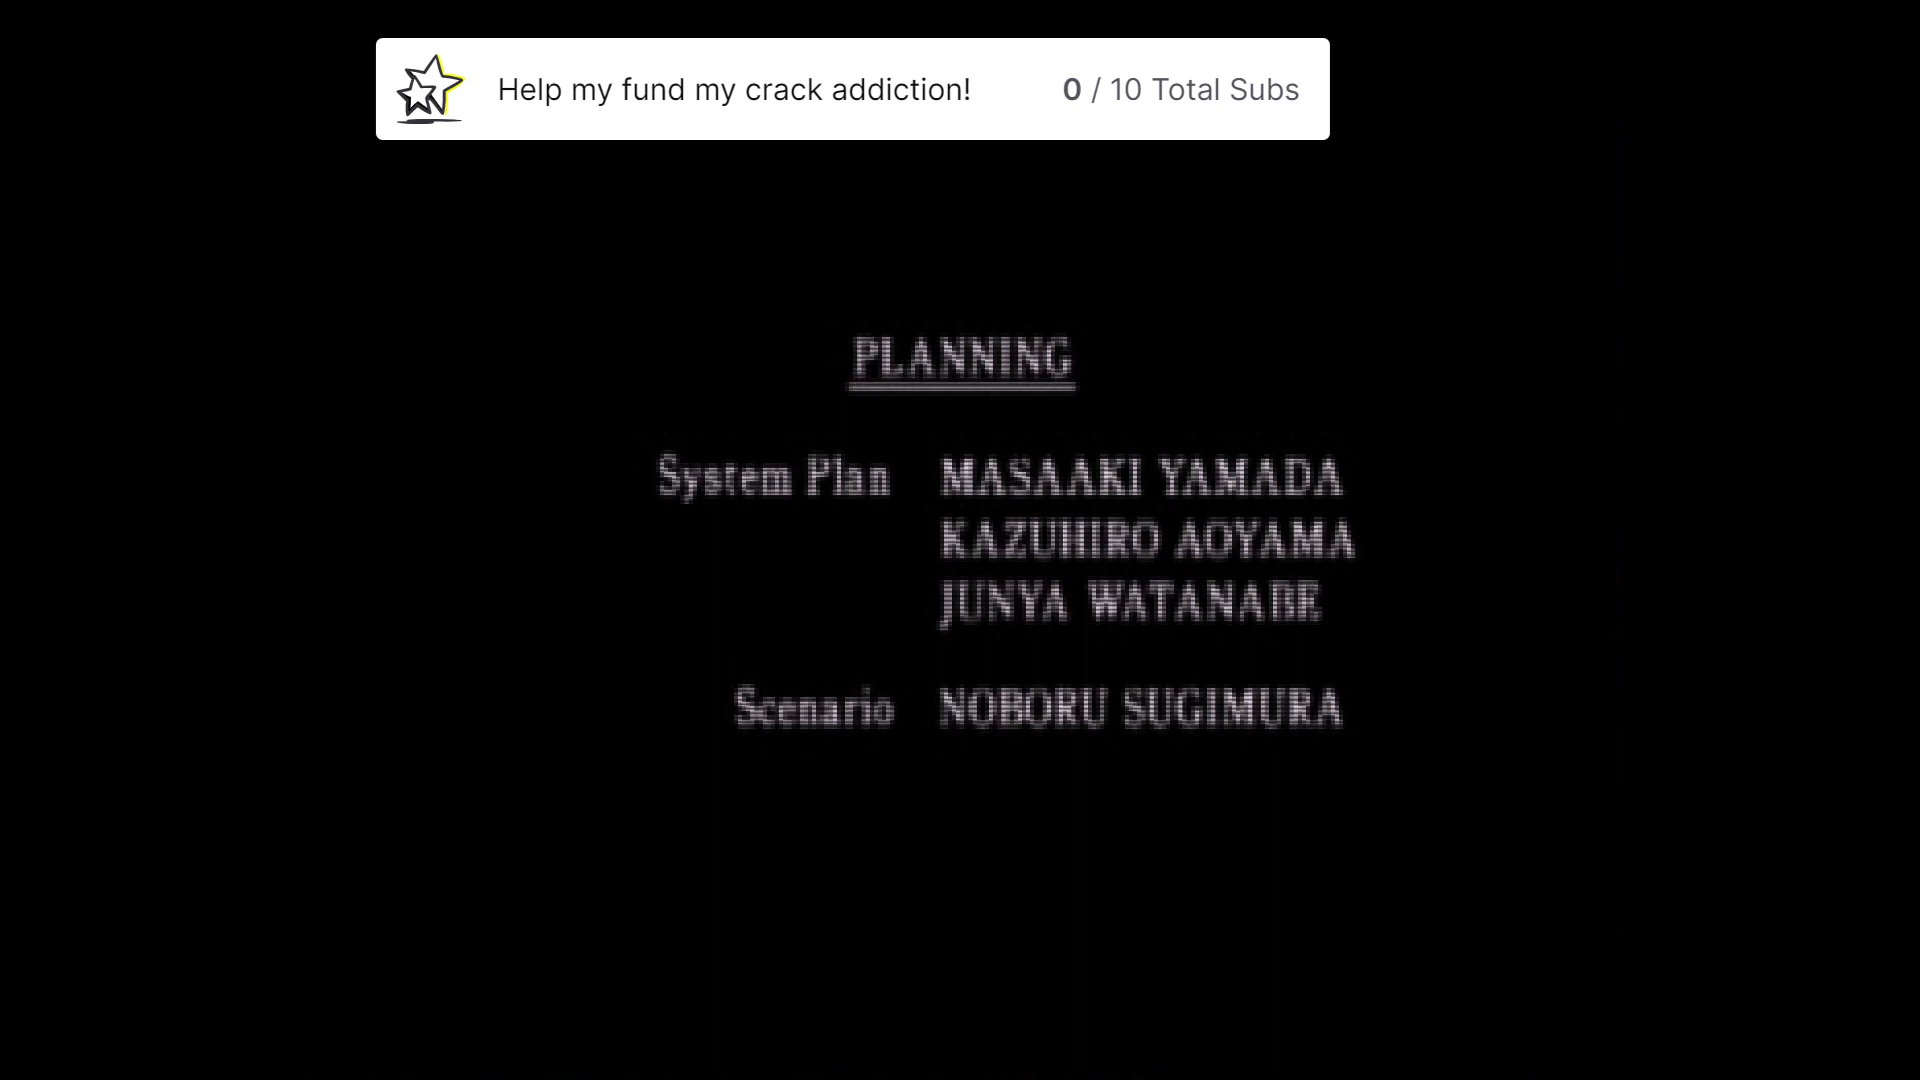 Help my fund my crack addiction! 0 / 10 Total Subs
PLANNING
System Plan MASAAKI YAMADA
KAZUHIRO AOYAMA
JUNYA WATANABE
Scenario NOBORU SUGIMURA